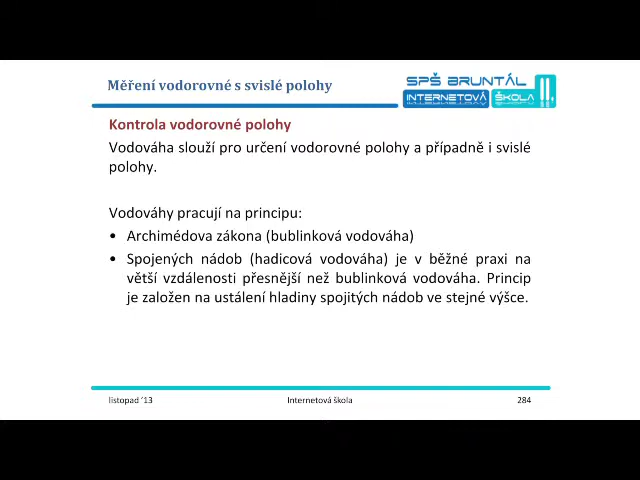 Měření vodorovné s svislé polohy
SPŠ BRUNTÁL
INTERNETOVÁ ŠKOLA II.
Kontrola vodorovné polohy
Vodováha slouží pro určení vodorovné polohy a případně i svislé
polohy.
Vodováhy pracují na principu:
• Archimédova zákona (bublinková vodováha)
• Spojených nádob (hadicová vodováha) je v běžné praxi na
větší vzdálenosti přesnější než bublinková vodováha. Princip
je založen na ustálení hladiny spojitých nádob ve stejné výšce.
listopad ‘13
Internetová škola
284